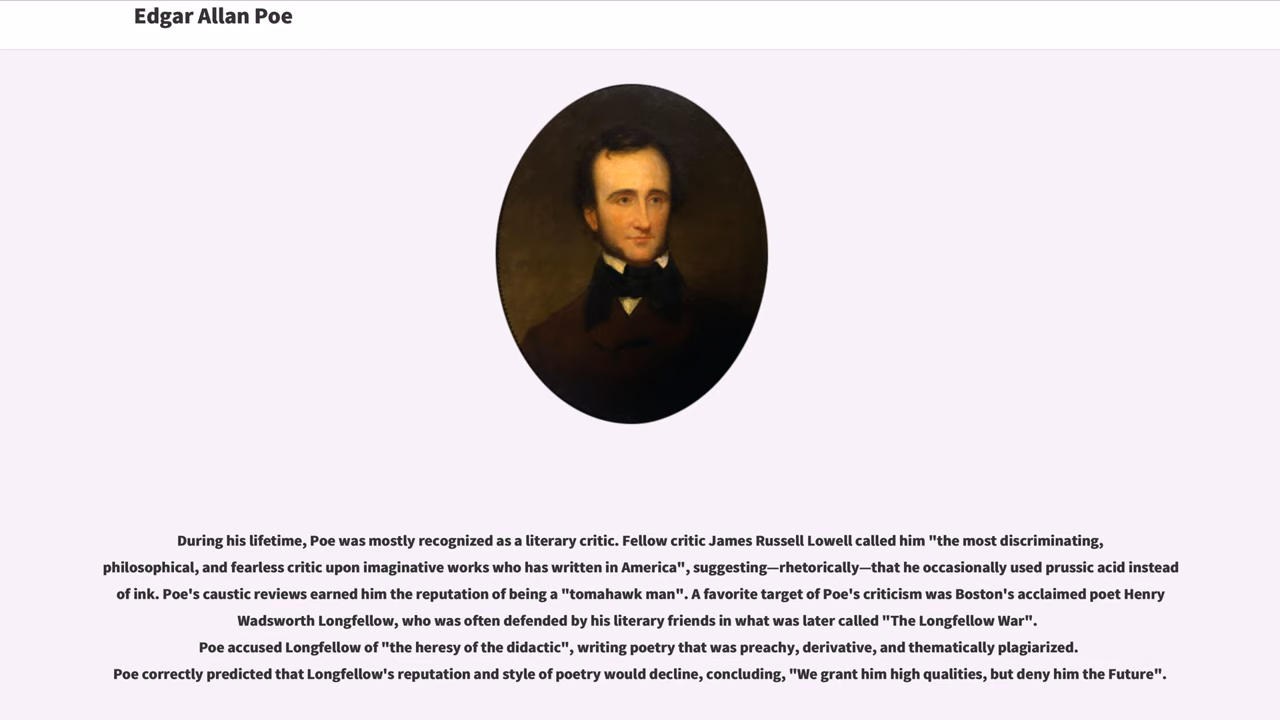 Edgar Allan Poe
During his lifetime, Poe was mostly recognized as a literary critic. Fellow critic James Russell Lowell called him "the most discriminating,
philosophical, and fearless critic upon imaginative works who has written in America", suggesting—rhetorically—that he occasionally used prussic acid instead
of ink. Poe's caustic reviews earned him the reputation of being a "tomahawk man". A favorite target of Poe's criticism was Boston's acclaimed poet Henry
Wadsworth Longfellow, who was often defended by his literary friends in what was later called "The Longfellow War".
Poe accused Longfellow of "the heresy of the didactic", writing poetry that was preachy, derivative, and thematically plagiarized.
Poe correctly predicted that Longfellow's reputation and style of poetry would decline, concluding, "We grant him high qualities, but deny him the Future".